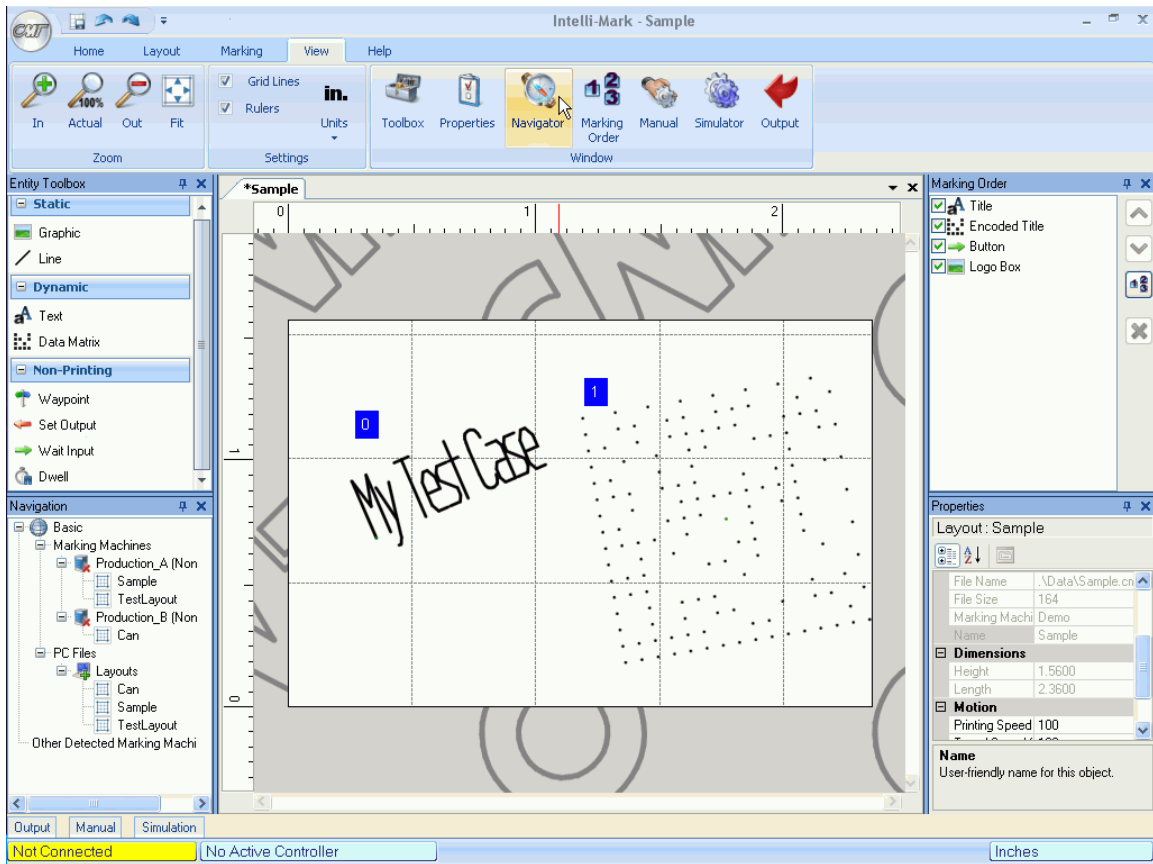 CMT
Intelli-Mark - Sample
Home Layout Marking View Help
In
100%
Actual
Out
Fit
Zoom
Grid Lines
Rulers
in.
Units
Settings
Toolbox
Properties
Navigator
1 2 3
Marking Order
Manual
Simulator
Output
Window
Entity Toolbox
Static
Graphic
Line
Dynamic
Text
Data Matrix
Non-Printing
Waypoint
Set Output
Wait Input
Dwell
Navigation
Basic
Marking Machines
Production_A (Non
Sample
TestLayout
Production_B (Non
Can
PC Files
Layouts
Can
Sample
TestLayout
Other Detected Marking Machi
*Sample
0 1 2
1
0
0
1
My Test Case
Marking Order
Title
Encoded Title
Button
Logo Box
Properties
Layout : Sample
File Name .\Data\Sample.cn
File Size 164
Marking Machi Demo
Name Sample
Dimensions
Height 1.5600
Length 2.3600
Motion
Printing Speed 100
Name
User-friendly name for this object.
Output Manual Simulation
Not Connected No Active Controller Inches